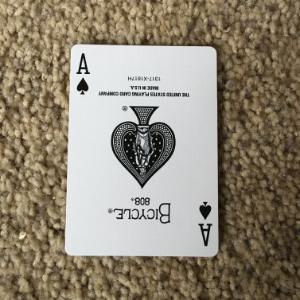 A
BICYCLE®
808®
THE UNITED STATES PLAYING CARD COMPANY
MADE IN U.S.A.
A